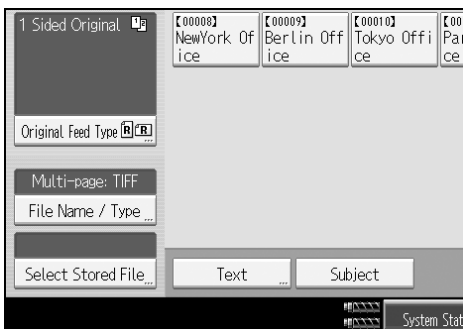 1 Sided Original
Original Feed Type
Multi-page: TIFF
File Name / Type
Select Stored File
[00008]
NewYork Of
ice
[00009]
Berlin Off
ice
[00010]
Tokyo Offi
ce
[00
Par
ce
Text
Subject
System Stat